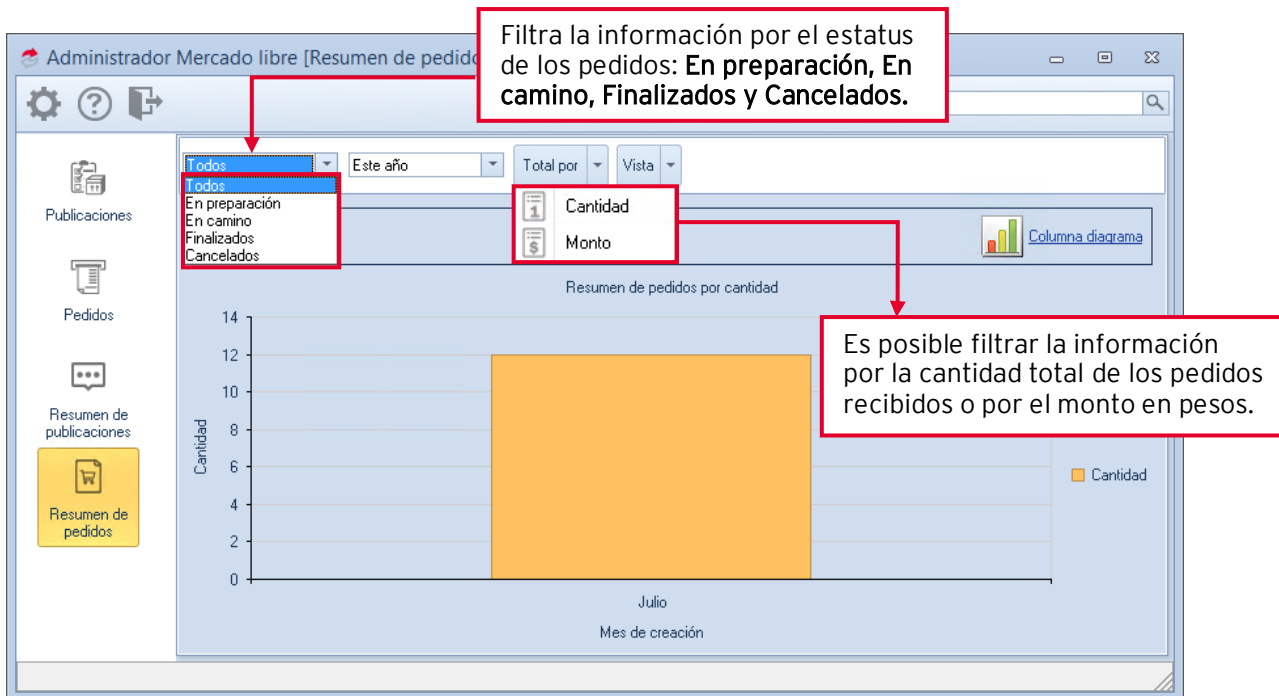 Filtra la información por el estatus
de los pedidos: En preparación, En
camino, Finalizados y Cancelados.
Administrador Mercado libre [Resumen de pedido
Todos
Este año
Total por
Vista
Todos
En preparación
En camino
Finalizados
Cancelados
Cantidad
Monto
Columna diagrama
Publicaciones
Pedidos
Resumen de
publicaciones
Resumen de
pedidos
Resumen de pedidos por cantidad
Es posible filtrar la información
por la cantidad total de los pedidos
recibidos o por el monto en pesos.
14
12
10
8
6
4
2
0
Cantidad
Cantidad
Julio
Mes de creación